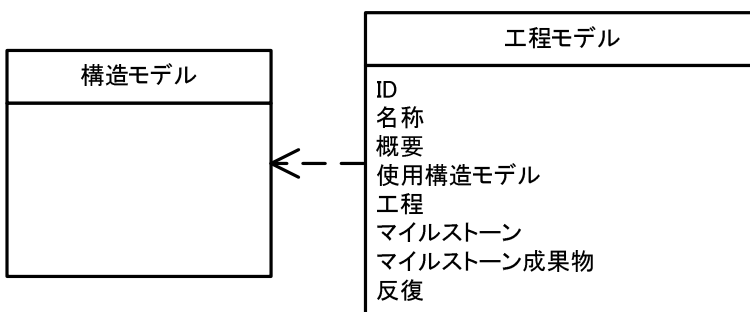 構造モデル
工程モデル
ID
名称
概要
使用構造モデル
工程
マイルストーン
マイルストーン成果物
反復